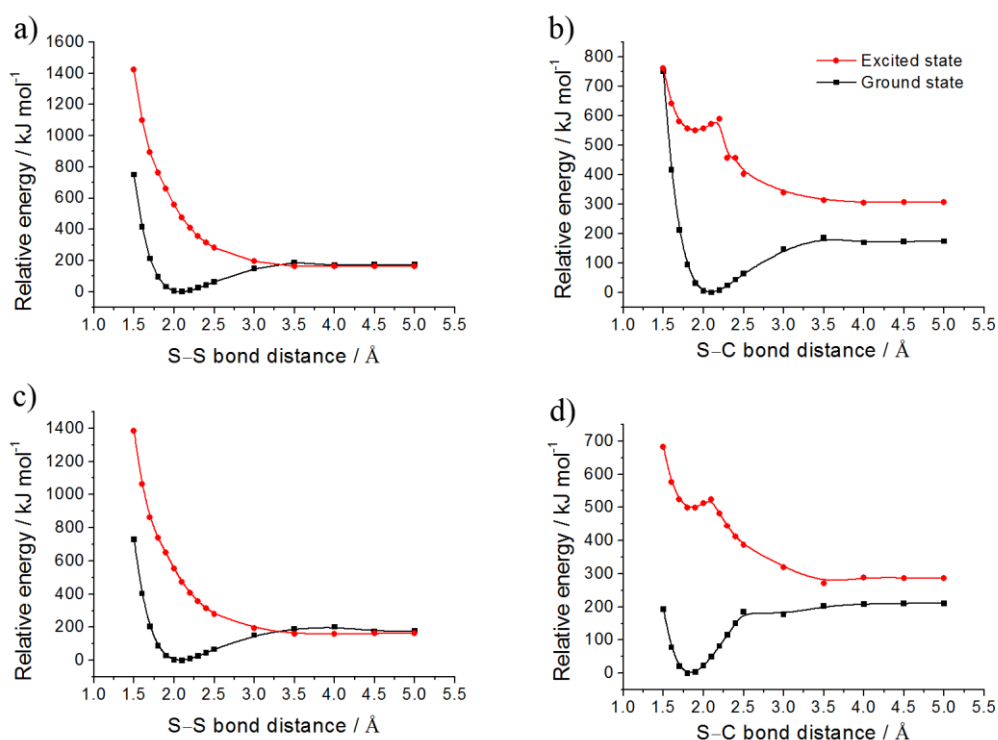 a)
1600
1400
1200
1000
800
600
400
200
0
1.0 1.5 2.0 2.5 3.0 3.5 4.0 4.5 5.0 5.5
Relative energy / kJ mol⁻¹
S–S bond distance / Å
b)
800
700
600
500
400
300
200
100
0
1.0 1.5 2.0 2.5 3.0 3.5 4.0 4.5 5.0 5.5
Relative energy / kJ mol⁻¹
S–C bond distance / Å
Excited state
Ground state
c)
1400
1200
1000
800
600
400
200
0
1.0 1.5 2.0 2.5 3.0 3.5 4.0 4.5 5.0 5.5
Relative energy / kJ mol⁻¹
S–S bond distance / Å
d)
700
600
500
400
300
200
100
0
1.0 1.5 2.0 2.5 3.0 3.5 4.0 4.5 5.0 5.5
Relative energy / kJ mol⁻¹
S–C bond distance / Å